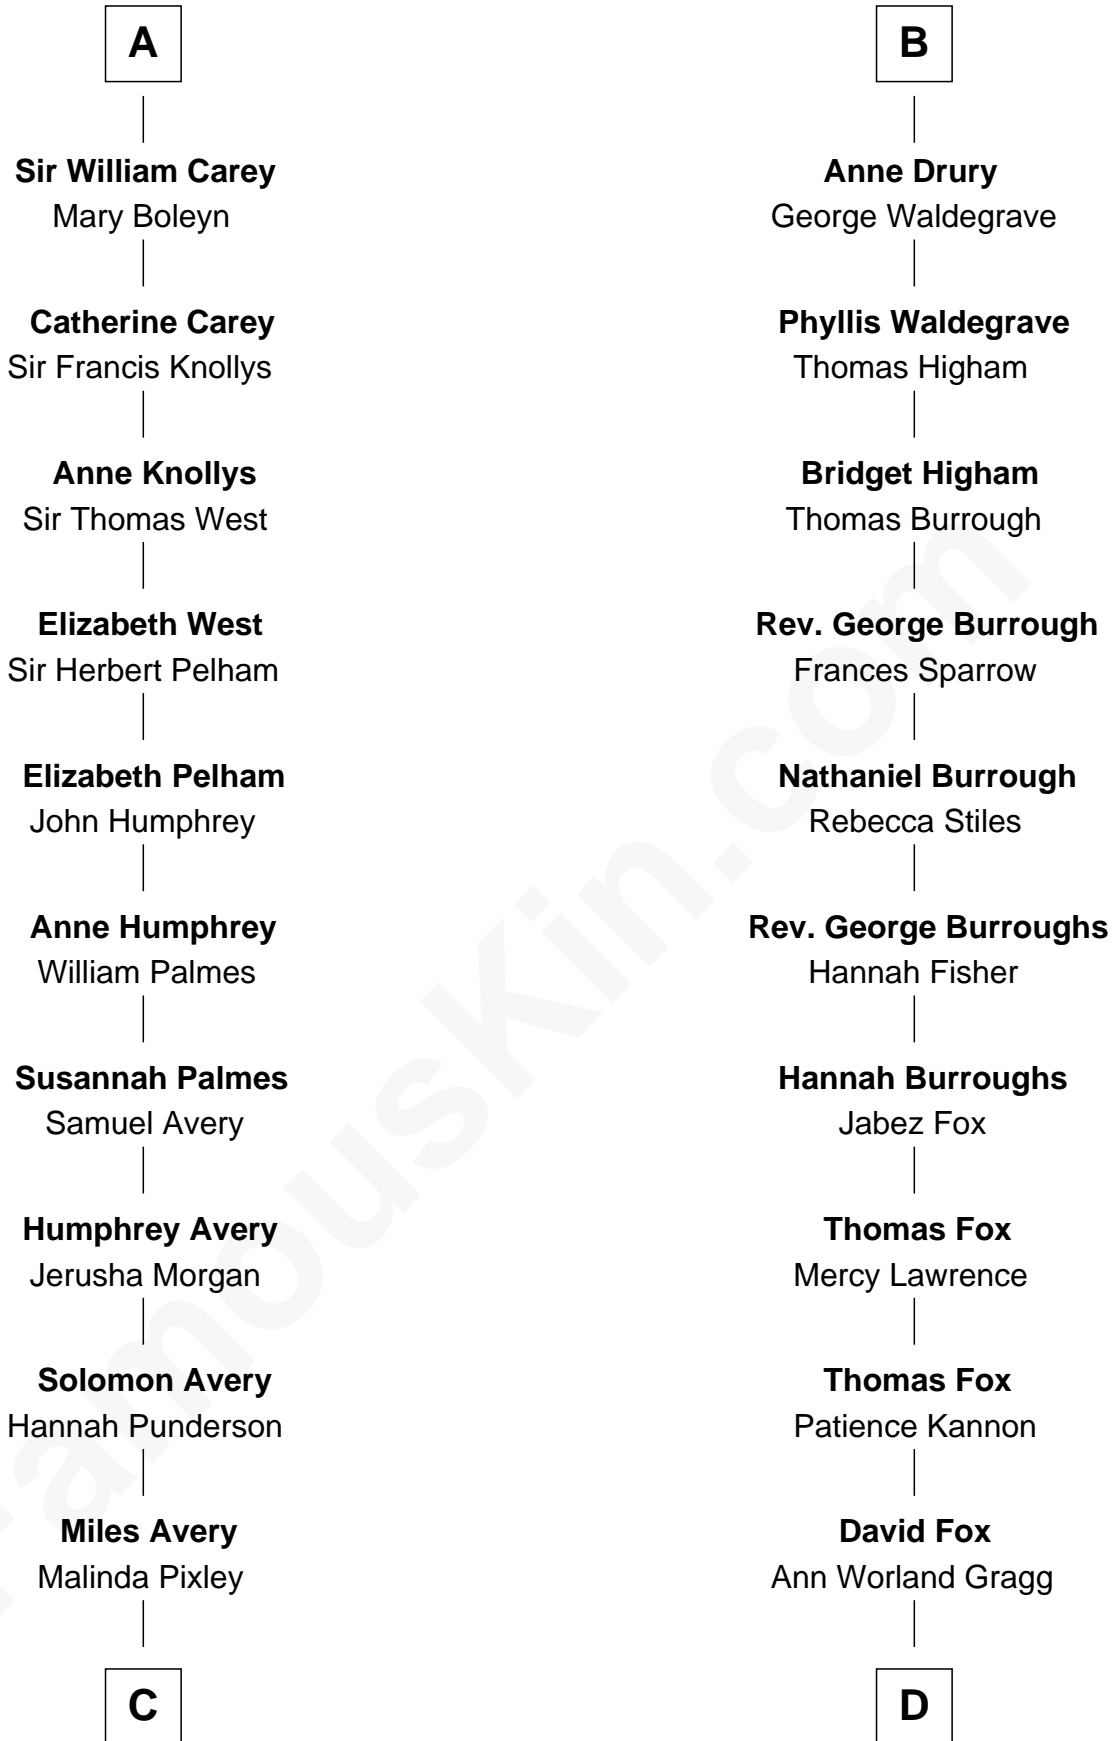 A
Sir William Carey
Mary Boleyn
Catherine Carey
Sir Francis Knollys
Anne Knollys
Sir Thomas West
Elizabeth West
Sir Herbert Pelham
Elizabeth Pelham
John Humphrey
Anne Humphrey
William Palmes
Susannah Palmes
Samuel Avery
Humphrey Avery
Jerusha Morgan
Solomon Avery
Hannah Punderson
Miles Avery
Malinda Pixley
C
B
Anne Drury
George Waldegrave
Phyllis Waldegrave
Thomas Higham
Bridget Higham
Thomas Burrough
Rev. George Burrough
Frances Sparrow
Nathaniel Burrough
Rebecca Stiles
Rev. George Burroughs
Hannah Fisher
Hannah Burroughs
Jabez Fox
Thomas Fox
Mercy Lawrence
Thomas Fox
Patience Kannon
David Fox
Ann Worland Gragg
D
FamousKin.com